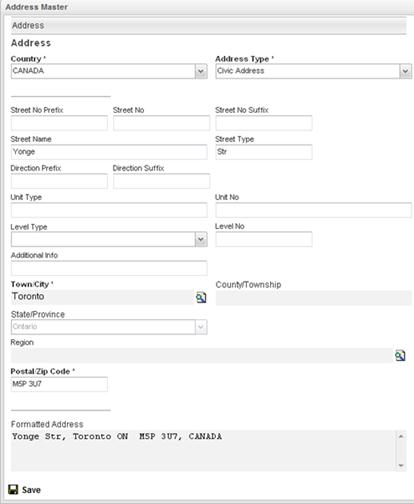 Address Master
Address
Address
Country * Address Type *
CANADA Civic Address
Street No Prefix Street No Street No Suffix
Street Name Street Type
Yonge Str
Direction Prefix Direction Suffix
Unit Type Unit No
Level Type Level No
Additional Info
Town/City * County/Township
Toronto
State/Province
Ontario
Region
Postal/Zip Code *
M5P 3U7
Formatted Address
Yonge Str, Toronto ON  M5P 3U7, CANADA
Save